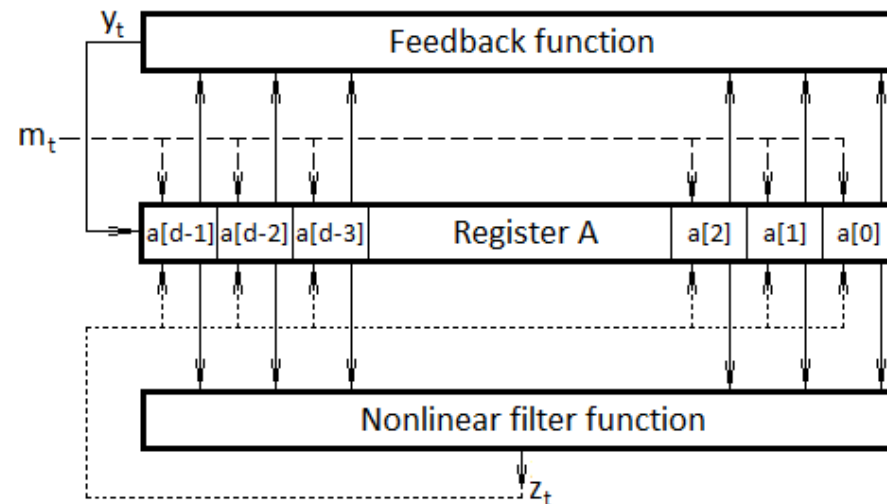 y_t
Feedback function
m_t
a[d-1] a[d-2] a[d-3] Register A a[2] a[1] a[0]
Nonlinear filter function
z_t